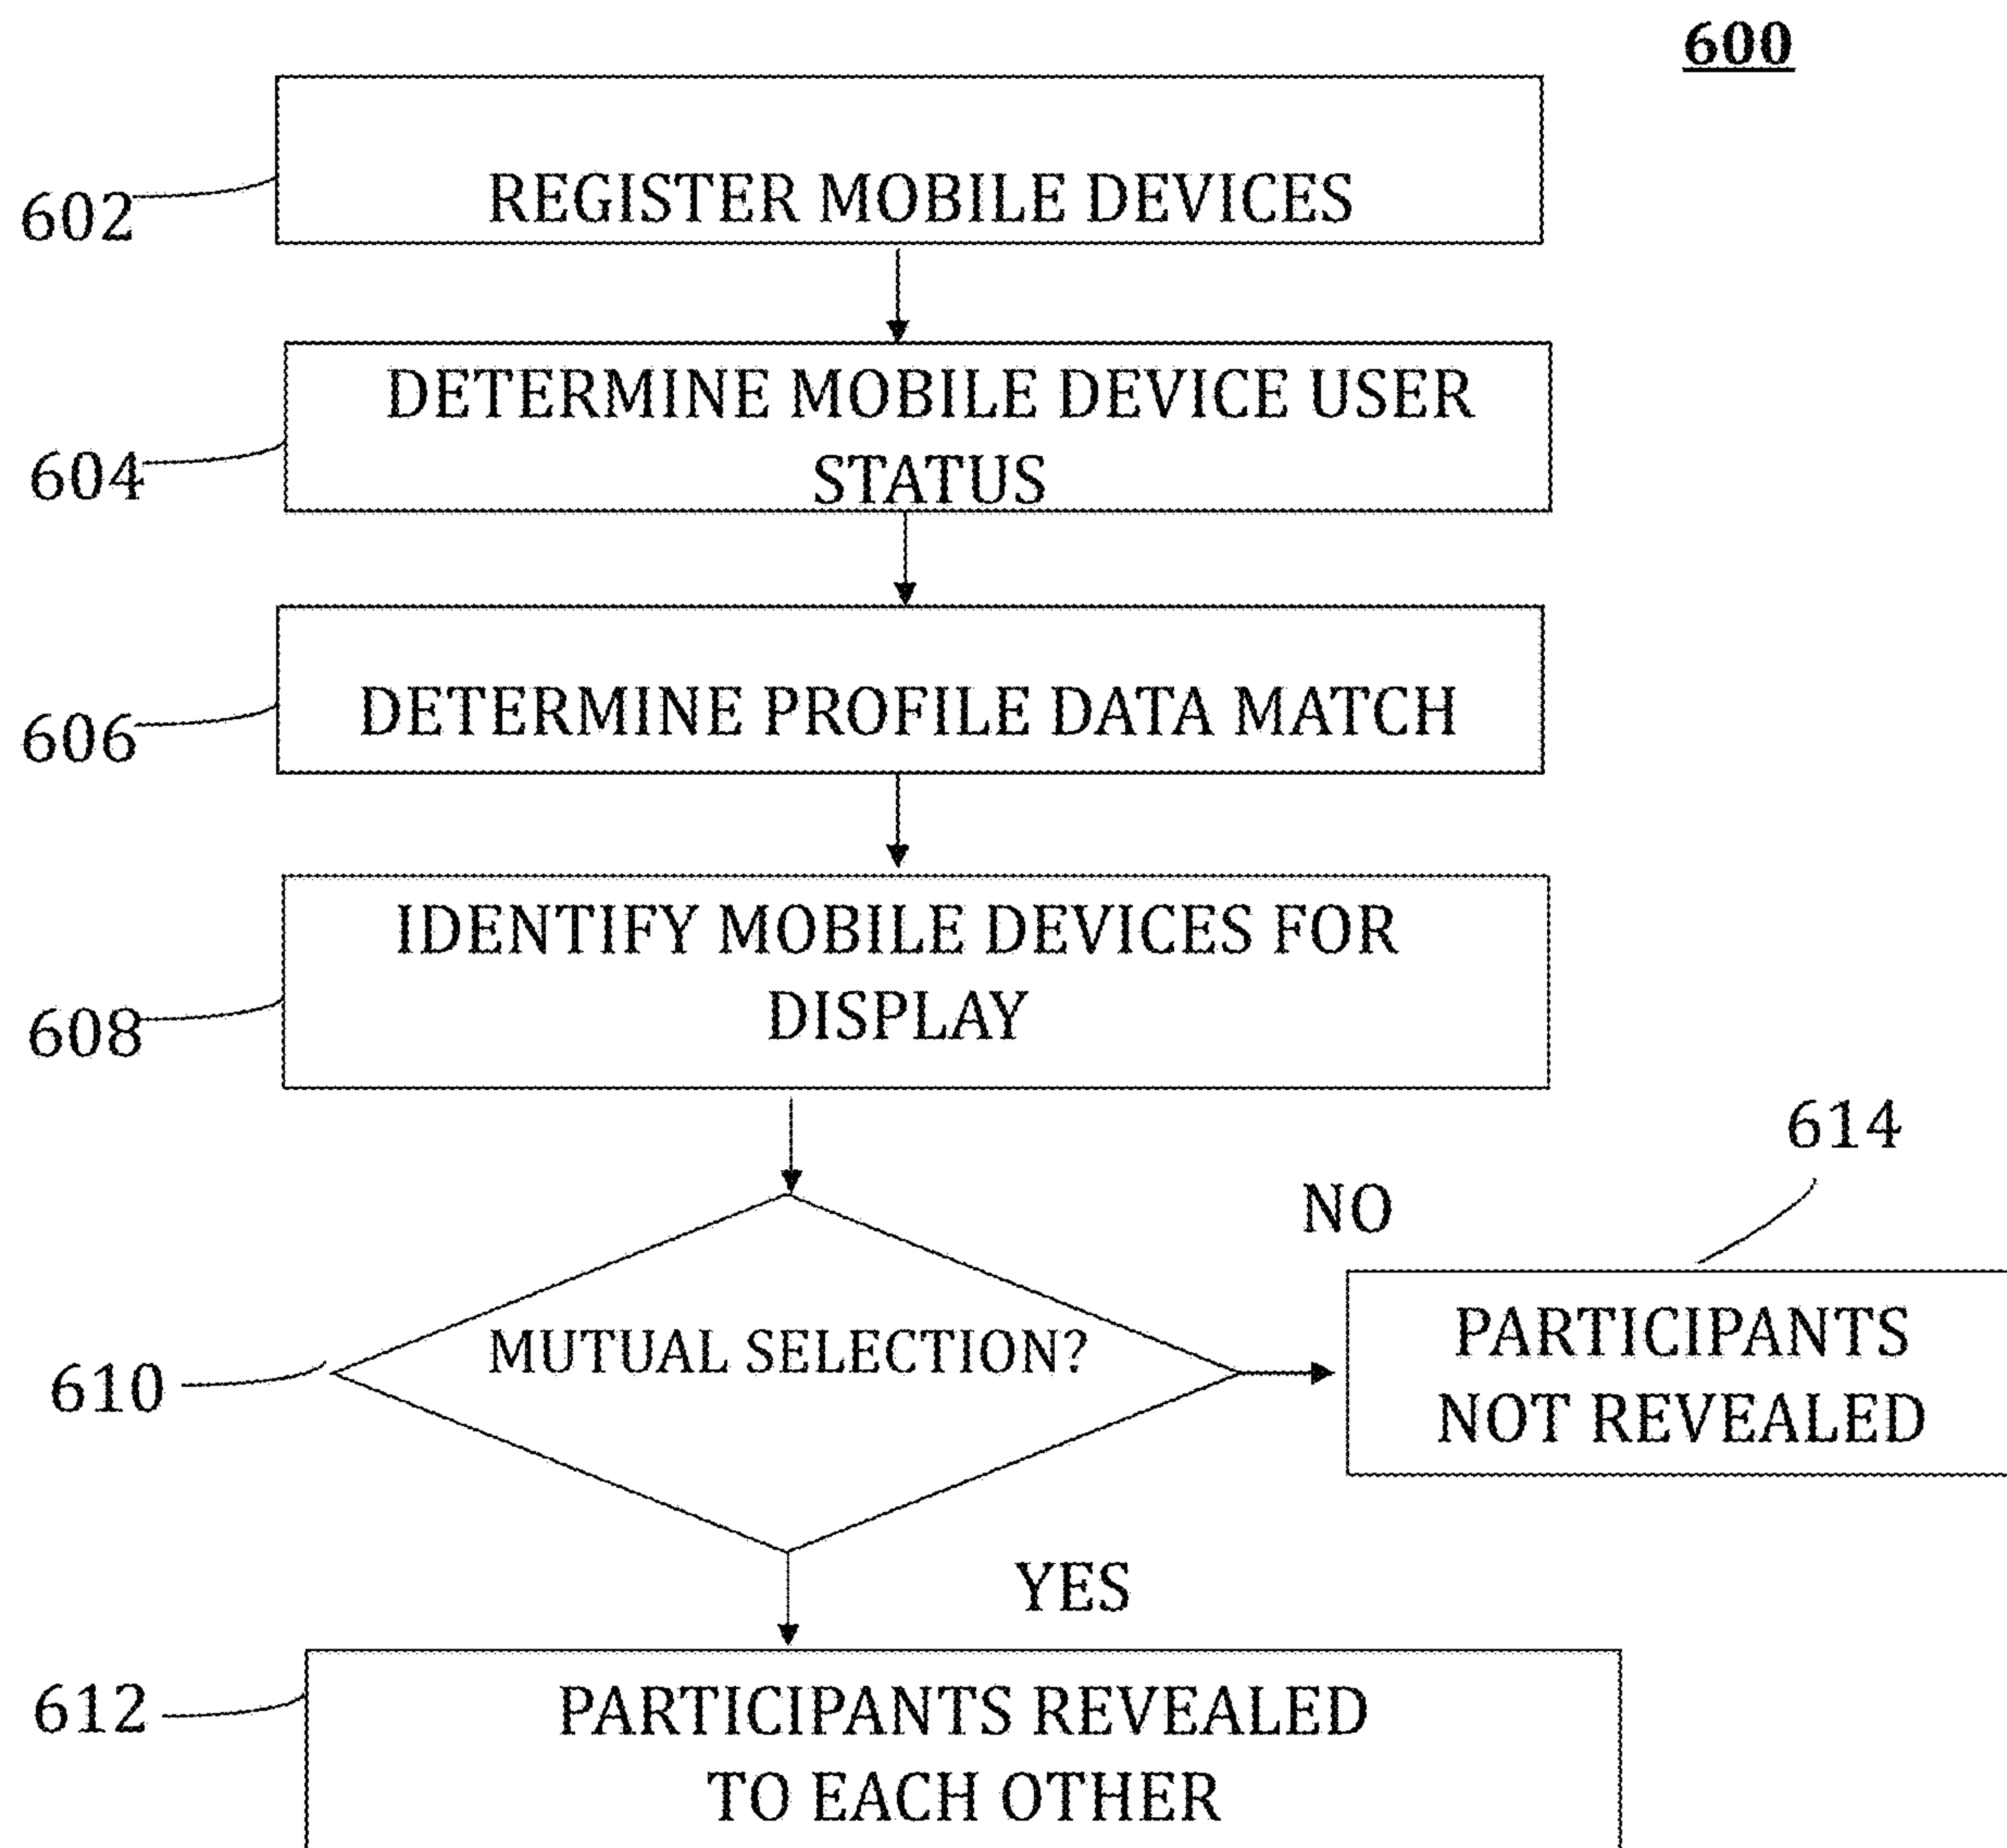 600
602
REGISTER MOBILE DEVICES
604
DETERMINE MOBILE DEVICE USER
STATUS
606
DETERMINE PROFILE DATA MATCH
608
IDENTIFY MOBILE DEVICES FOR
DISPLAY
614
NO
610
MUTUAL SELECTION?
PARTICIPANTS
NOT REVEALED
YES
612
PARTICIPANTS REVEALED
TO EACH OTHER